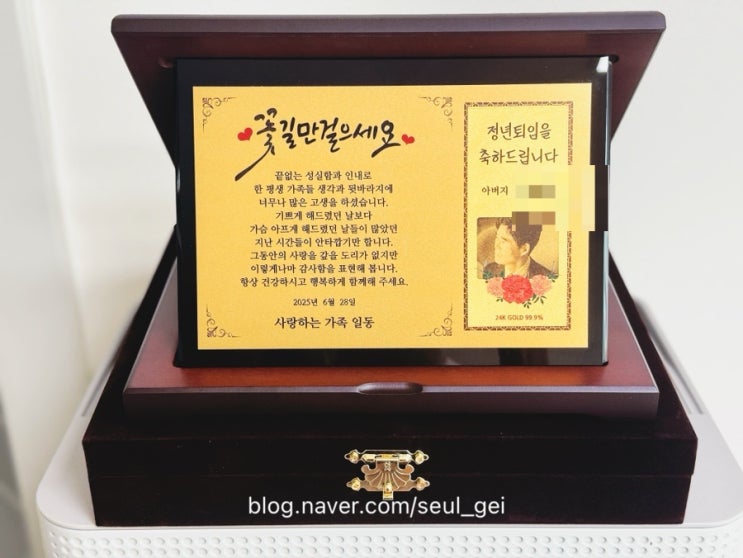 꽃길만걸으세요
끝없는 성실함과 인내로
한 평생 가족들 생각과 뒷바라지에
너무나 많은 고생을 하셨습니다.
기쁘게 해드렸던 날보다
가슴 아프게 해드렸던 날들이 많았던
지난 시간들이 안타깝기만 합니다.
그동안의 사랑을 갚을 도리가 없지만
이렇게나마 감사함을 표현해 봅니다.
항상 건강하시고 행복하게 함께해 주세요.
2025년 6월 28일
사랑하는 가족 일동
정년퇴임을
축하드립니다
아버지
24K GOLD 99.9%
blog.naver.com/seul_gei